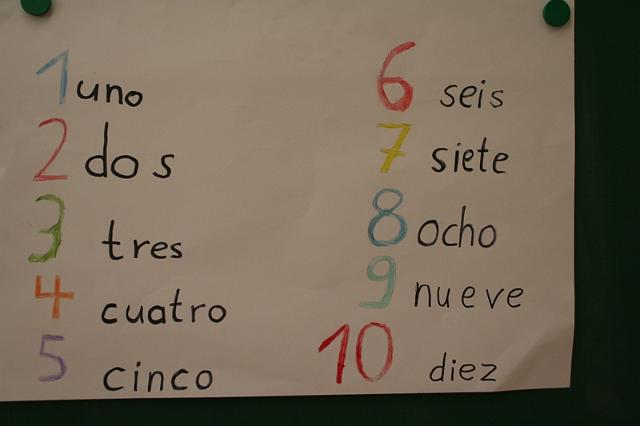 1 uno
2 dos
3 tres
4 cuatro
5 cinco
6 seis
7 siete
8 ocho
9 nueve
10 diez